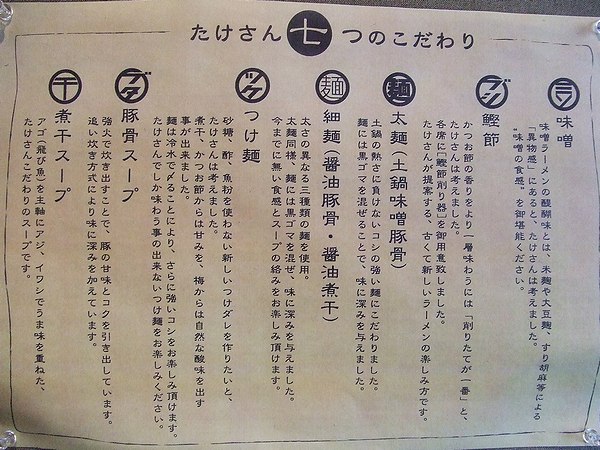 たけさん七つのこだわり
ミソ
味噌
味噌ラーメンの醍醐味とは、米麹や大豆麹、すり胡麻等による
「異物感」にあると、たけさんは考えました。
“味噌の食感”を御堪能ください。
ブシ
鰹節
かつお節の香りをより一層味わうには「削りたてが一番」と、
たけさんは考えました。
各席に「鰹節削り器」を御用意致しました。
たけさんが提案する、古くて新しいラーメンの楽しみ方です。
麺
太麺(土鍋味噌豚骨)
土鍋の熱さに負けないコシの強い麺にこだわりました。
麺には黒ゴマを混ぜることで、味に深みを与えました。
麺
細麺(醤油豚骨・醤油煮干)
太さの異なる三種類の麺を使用。
太麺同様、麺には黒ゴマを混ぜ、味に深みを与えました。
今までに無い食感とスープの絡みをお楽しみ頂けます。
ツケ
つけ麺
砂糖、酢、魚粉を使わない新しいつけダレを作りたいと、
たけさんは考えました。
煮干、かつお節からは甘みを、梅からは自然な酸味を出す
事が出来ました。
麺は冷水で〆ることにより、さらに強いコシをお楽しみ頂けます。
たけさんでしか味わう事の出来ないつけ麺をお楽しみください。
ブタ
豚骨スープ
強火で炊き出すことで、豚の甘味とコクを引き出しています。
追い炊き方式により味に深みを加えています。
干
煮干スープ
アゴ(飛び魚)を主軸にアジ、イワシでうま味を重ねた、
たけさんこだわりのスープです。